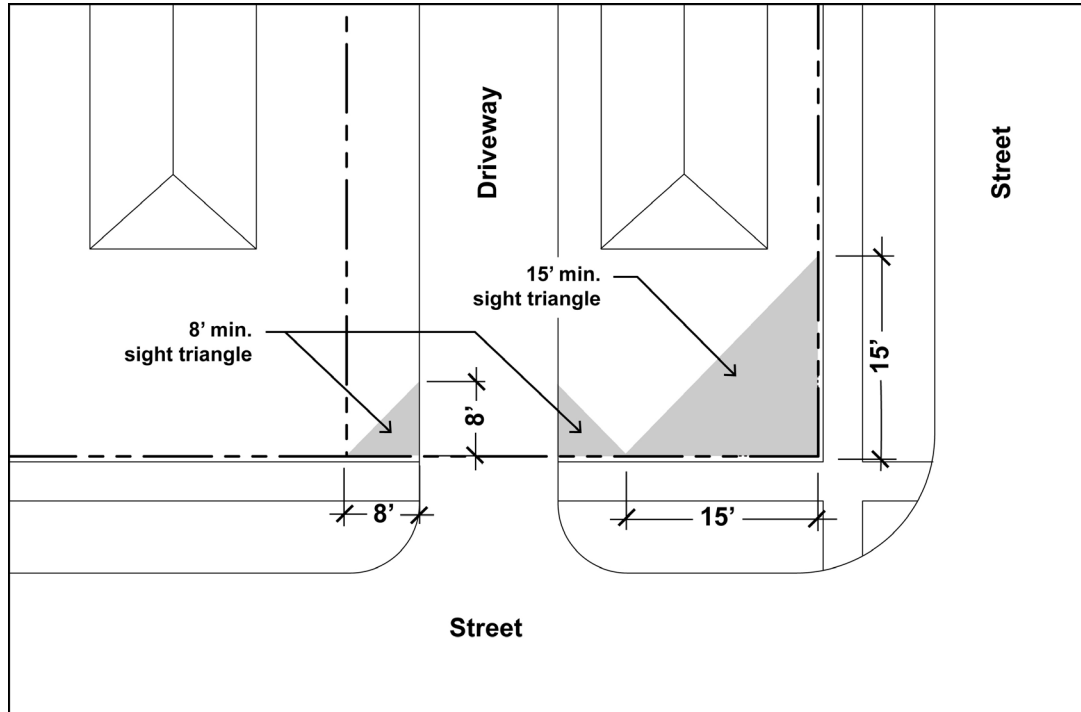 Driveway
Street
15’ min.
sight triangle
8’ min.
sight triangle
15’
8’
8’
15’
Street